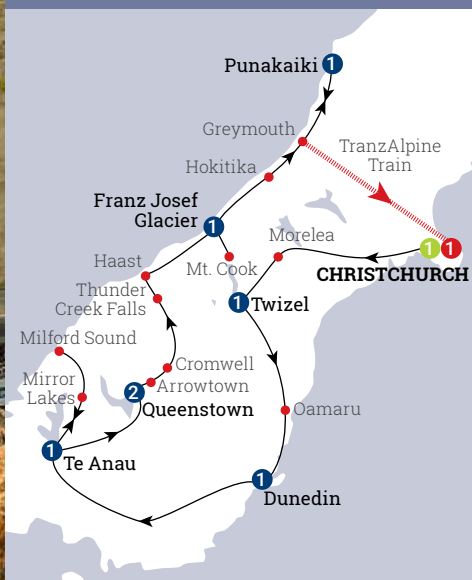 Punakaiki
1
Greymouth
TranzAlpine
Train
Hokitika
Franz Josef
Glacier
1
Morelea
1
1
CHRISTCHURCH
Haast
Mt. Cook
Thunder
Creek Falls
1
Twizel
Milford Sound
Cromwell
Mirror
Lakes
Arrowtown
2
Queenstown
Oamaru
1
Te Anau
1
Dunedin